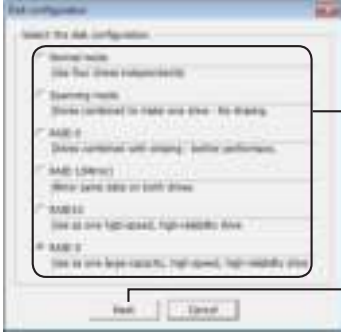 Disk configuration
Select the disk configuration
Normal mode
Use four drives independently
Spanning mode
Drives combined to make one drive - No striping.
RAID 0
Drives combined with striping - better performance.
RAID 1(Mirror)
Mirror same data on both drives.
RAID10
Use as one high-speed, high-reliability drive
RAID 5
Use as one large-capacity, high-speed, high-reliability drive
Next
Cancel